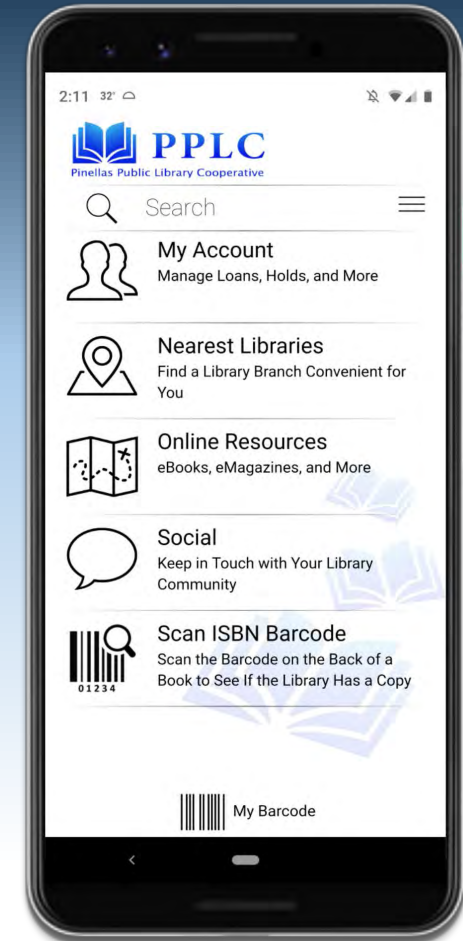 2:11 32°
PPLC
Pinellas Public Library Cooperative
Search
My Account
Manage Loans, Holds, and More
Nearest Libraries
Find a Library Branch Convenient for
You
Online Resources
eBooks, eMagazines, and More
Social
Keep in Touch with Your Library
Community
Scan ISBN Barcode
Scan the Barcode on the Back of a
Book to See If the Library Has a Copy
01234
My Barcode